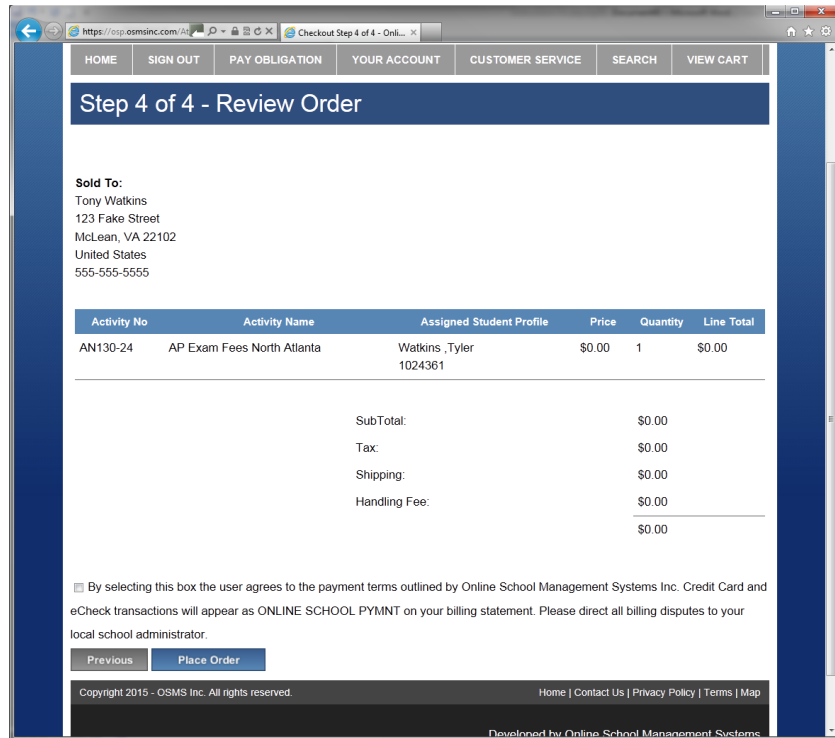 https://osp.osmsinc.com/At
Checkout Step 4 of 4 - Onli...
HOME SIGN OUT PAY OBLIGATION YOUR ACCOUNT CUSTOMER SERVICE SEARCH VIEW CART
Step 4 of 4 - Review Order
Sold To:
Tony Watkins
123 Fake Street
McLean, VA 22102
United States
555-555-5555
Activity No Activity Name Assigned Student Profile Price Quantity Line Total
AN130-24 AP Exam Fees North Atlanta Watkins ,Tyler $0.00 1 $0.00
1024361
SubTotal: $0.00
Tax: $0.00
Shipping: $0.00
Handling Fee: $0.00
$0.00
By selecting this box the user agrees to the payment terms outlined by Online School Management Systems Inc. Credit Card and
eCheck transactions will appear as ONLINE SCHOOL PYMNT on your billing statement. Please direct all billing disputes to your
local school administrator.
Previous Place Order
Copyright 2015 - OSMS Inc. All rights reserved. Home | Contact Us | Privacy Policy | Terms | Map
Developed by Online School Management Systems